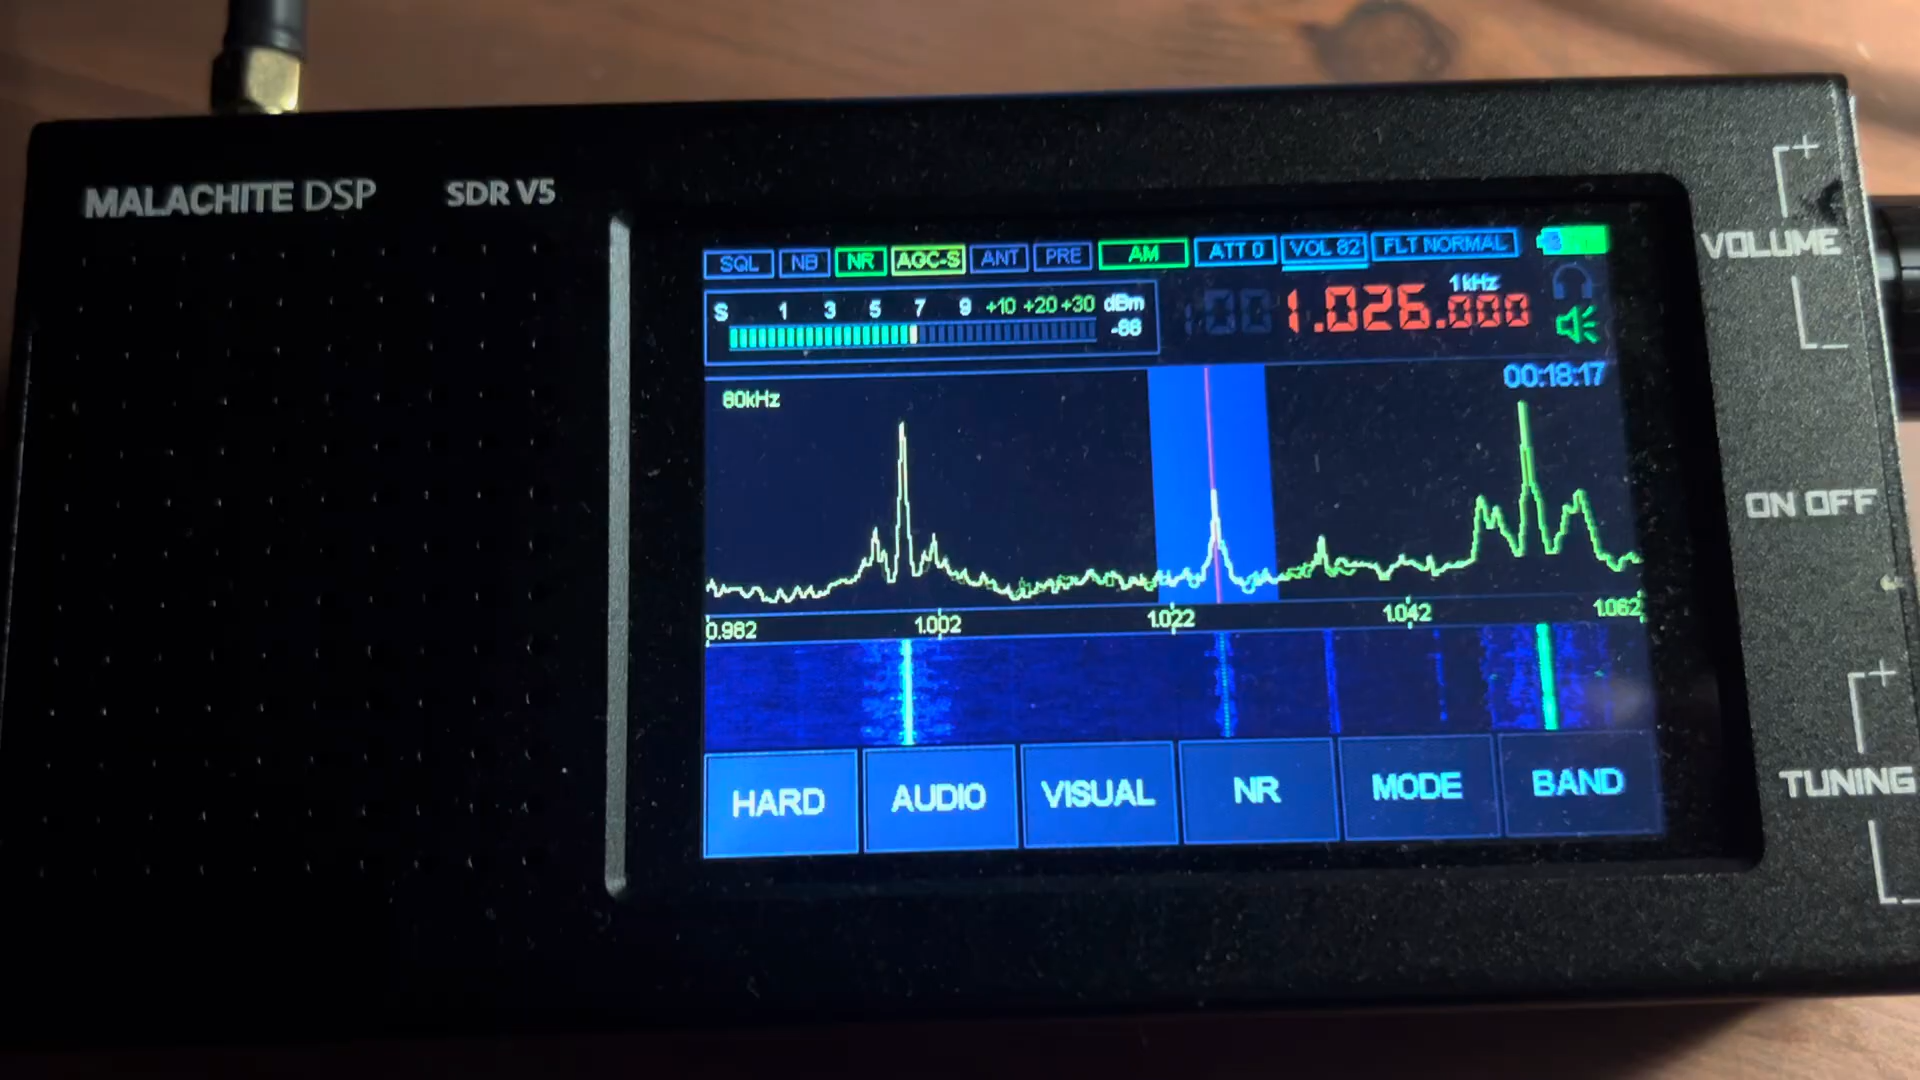 MALACHITE DSP SDR V5
SQL NB NR AGC-S ANT PRE AM ATT 0 VOL 82 FLT NORMAL
S 1 3 5 7 9 +10 +20 +30 dBm
-86
1kHz
1.026.000
00:18:17
80kHz
0.982 1.002 1.022 1.042 1.062
HARD AUDIO VISUAL NR MODE BAND
+
VOLUME
-
ON OFF
+
TUNING
-